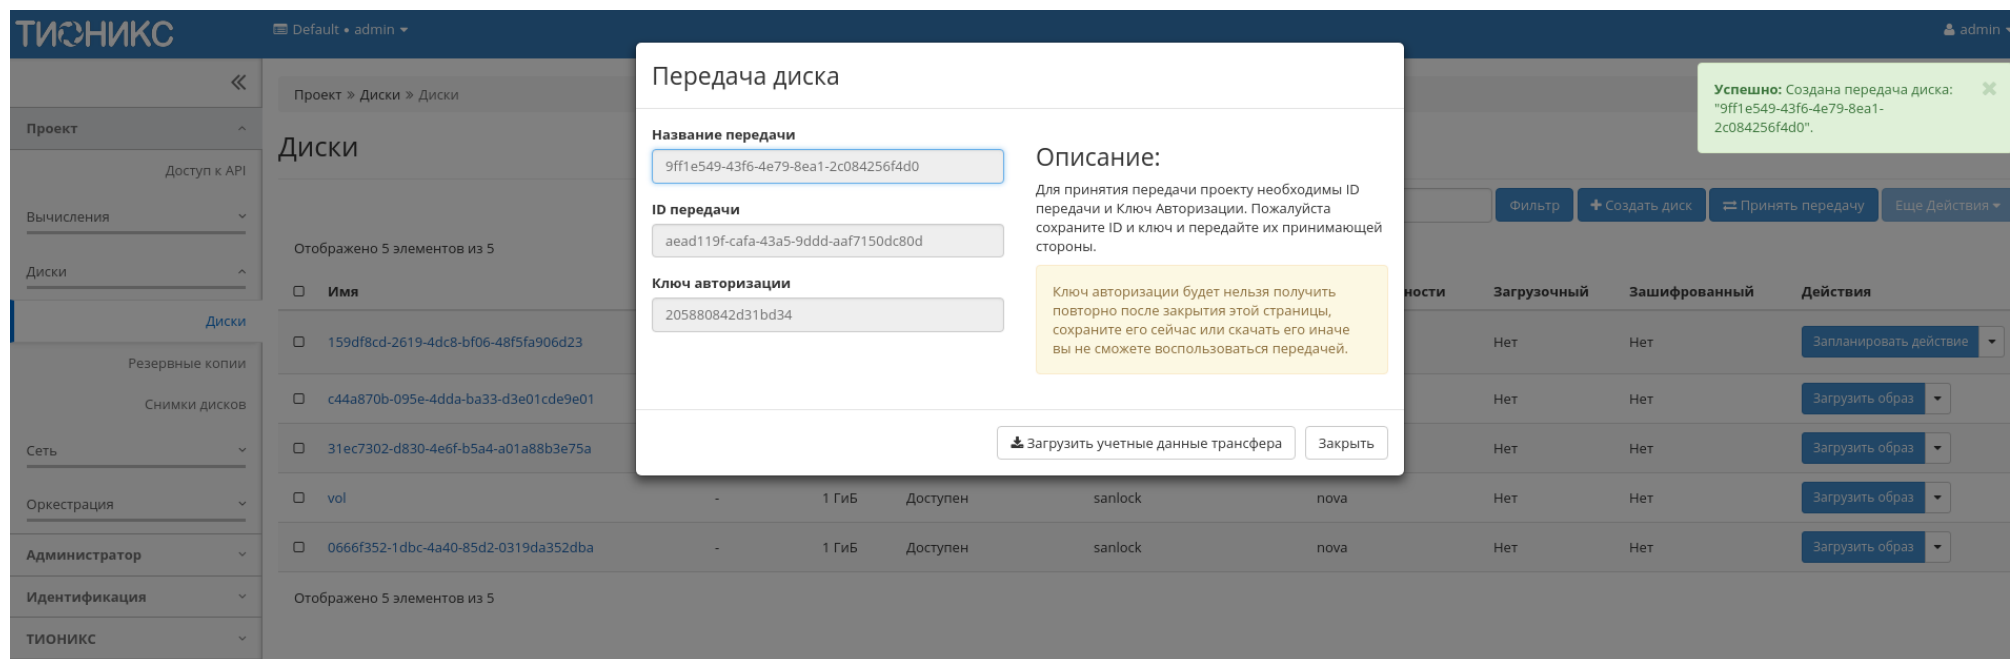 ТИОНИКС
Default • admin
admin
Проект
Доступ к API
Вычисления
Диски
Диски
Резервные копии
Снимки дисков
Сеть
Оркестрация
Администратор
Идентификация
ТИОНИКС
Проект » Диски » Диски
Диски
Фильтр
Создать диск
Принять передачу
Еще Действия
Отображено 5 элементов из 5
Имя
ности
Загрузочный
Зашифрованный
Действия
159df8cd-2619-4dc8-bf06-48f5fa906d23
Нет
Нет
Запланировать действие
c44a870b-095e-4dda-ba33-d3e01cde9e01
Нет
Нет
Загрузить образ
31ec7302-d830-4e6f-b5a4-a01a88b3e75a
Нет
Нет
Загрузить образ
vol
-
1 ГиБ
Доступен
sanlock
nova
Нет
Нет
Загрузить образ
0666f352-1dbc-4a40-85d2-0319da352dba
-
1 ГиБ
Доступен
sanlock
nova
Нет
Нет
Загрузить образ
Отображено 5 элементов из 5
Передача диска
Название передачи
9ff1e549-43f6-4e79-8ea1-2c084256f4d0
ID передачи
aead119f-cafa-43a5-9ddd-aaf7150dc80d
Ключ авторизации
205880842d31bd34
Описание:
Для принятия передачи проекту необходимы ID
передачи и Ключ Авторизации. Пожалуйста
сохраните ID и ключ и передайте их принимающей
стороны.
Ключ авторизации будет нельзя получить
повторно после закрытия этой страницы,
сохраните его сейчас или скачать его иначе
вы не сможете воспользоваться передачей.
Загрузить учетные данные трансфера
Закрыть
Успешно: Создана передача диска:
"9ff1e549-43f6-4e79-8ea1-
2c084256f4d0".